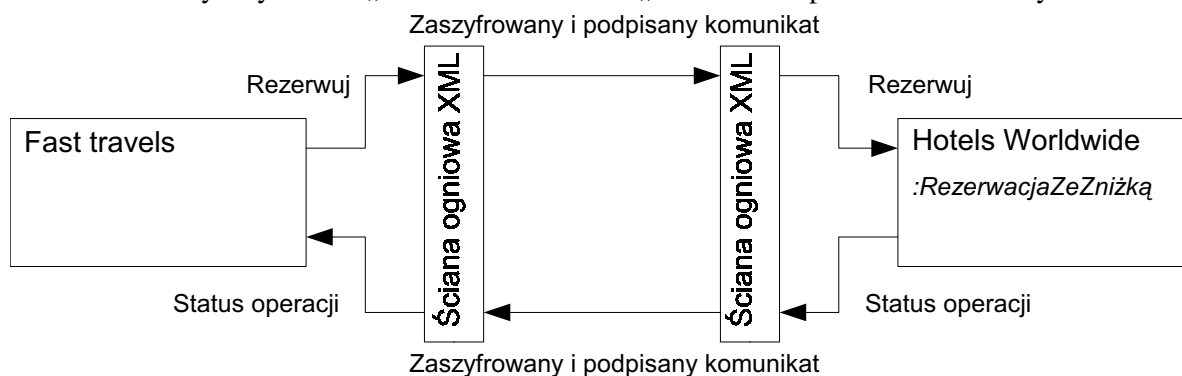 Zaszyfrowany i podpisany komunikat
Rezerwuj
Rezerwuj
Ściana ogniowa XML
Ściana ogniowa XML
Fast travels
Hotels Worldwide
:RezerwacjaZeZniżką
Status operacji
Status operacji
Zaszyfrowany i podpisany komunikat